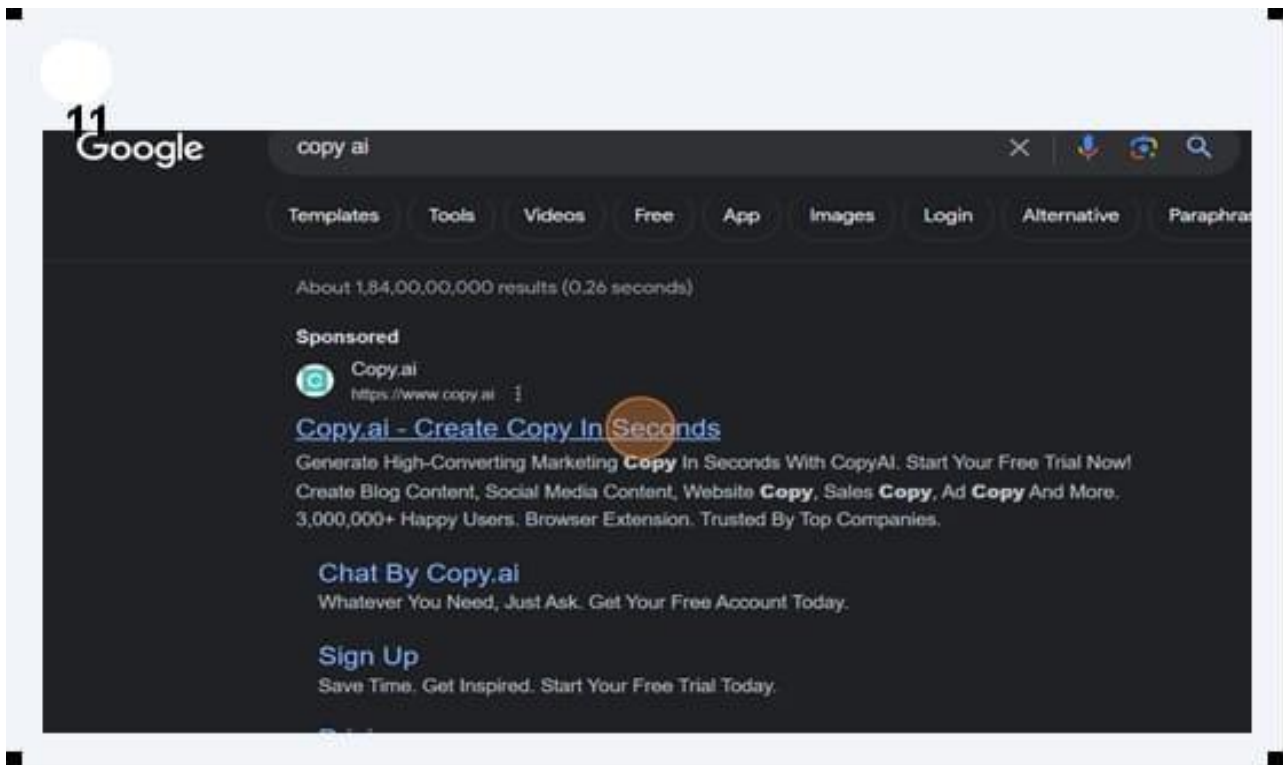 11
Google copy ai
Templates Tools Videos Free App Images Login Alternative
About 1,84,00,00,000 results (0.26 seconds)
Sponsored
Copy.ai
https://www.copy.ai
Copy.ai - Create Copy In Seconds
Generate High-Converting Marketing Copy In Seconds With CopyAI. Start Your Free Trial Now!
Create Blog Content, Social Media Content, Website Copy, Sales Copy, Ad Copy And More.
3,000,000+ Happy Users. Browser Extension. Trusted By Top Companies.
Chat By Copy.ai
Whatever You Need, Just Ask. Get Your Free Account Today.
Sign Up
Save Time. Get Inspired. Start Your Free Trial Today.